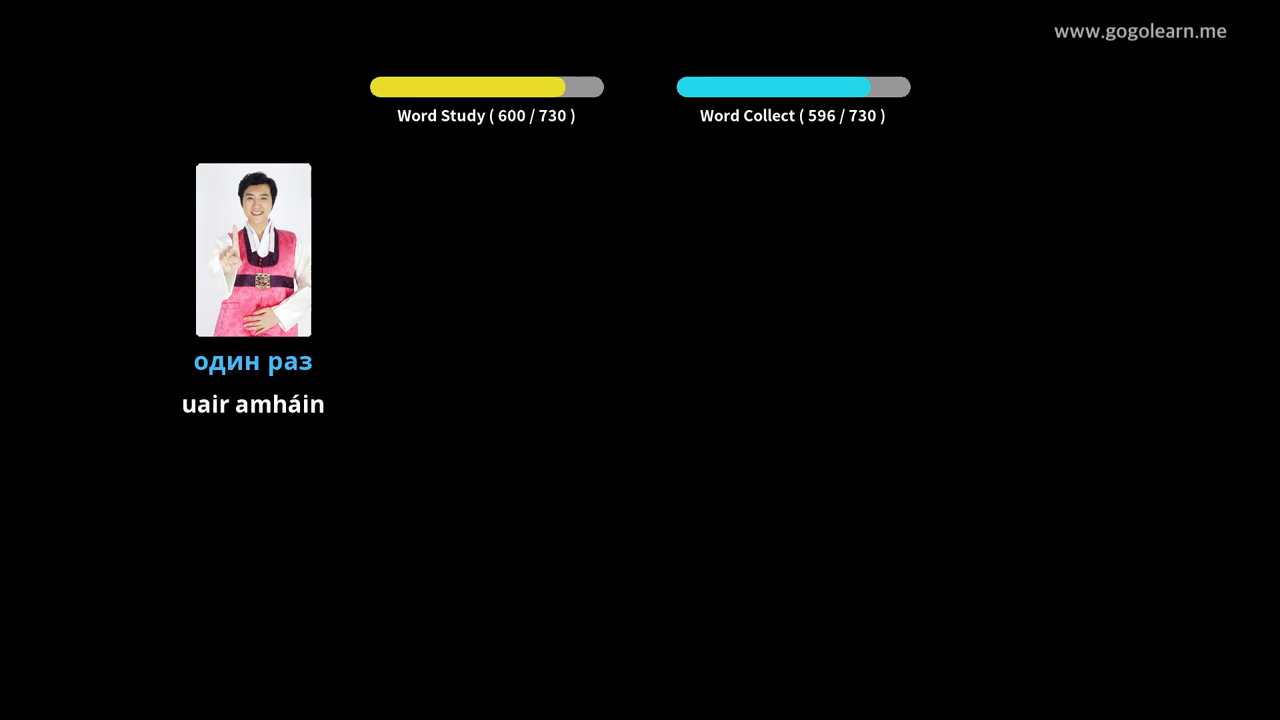 www.gogolearn.me
Word Study ( 600 / 730 )
Word Collect ( 596 / 730 )
один раз
uair amháin